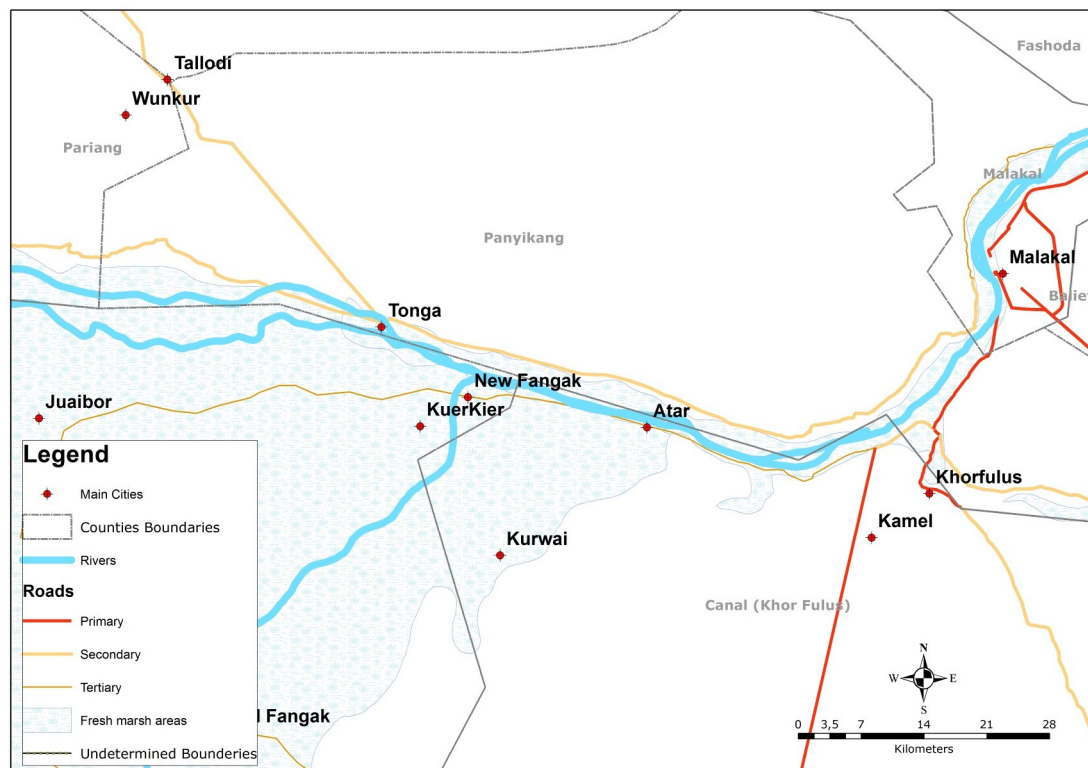 Fashoda
Tallodi
Wunkur
Pariang
Malakal
Panyikang
Malakal
Tonga
New Fangak
Juaibor
KuerKier
Atar
Legend
Main Cities
Counties Boundaries
Rivers
Roads
Primary
Secondary
Tertiary
Fresh marsh areas
Undetermined Bounderies
Khorfulus
Kamel
Kurwai
Canal (Khor Fulus)
Fangak
N
W E
S
0 3,5 7 14 21 28
Kilometers